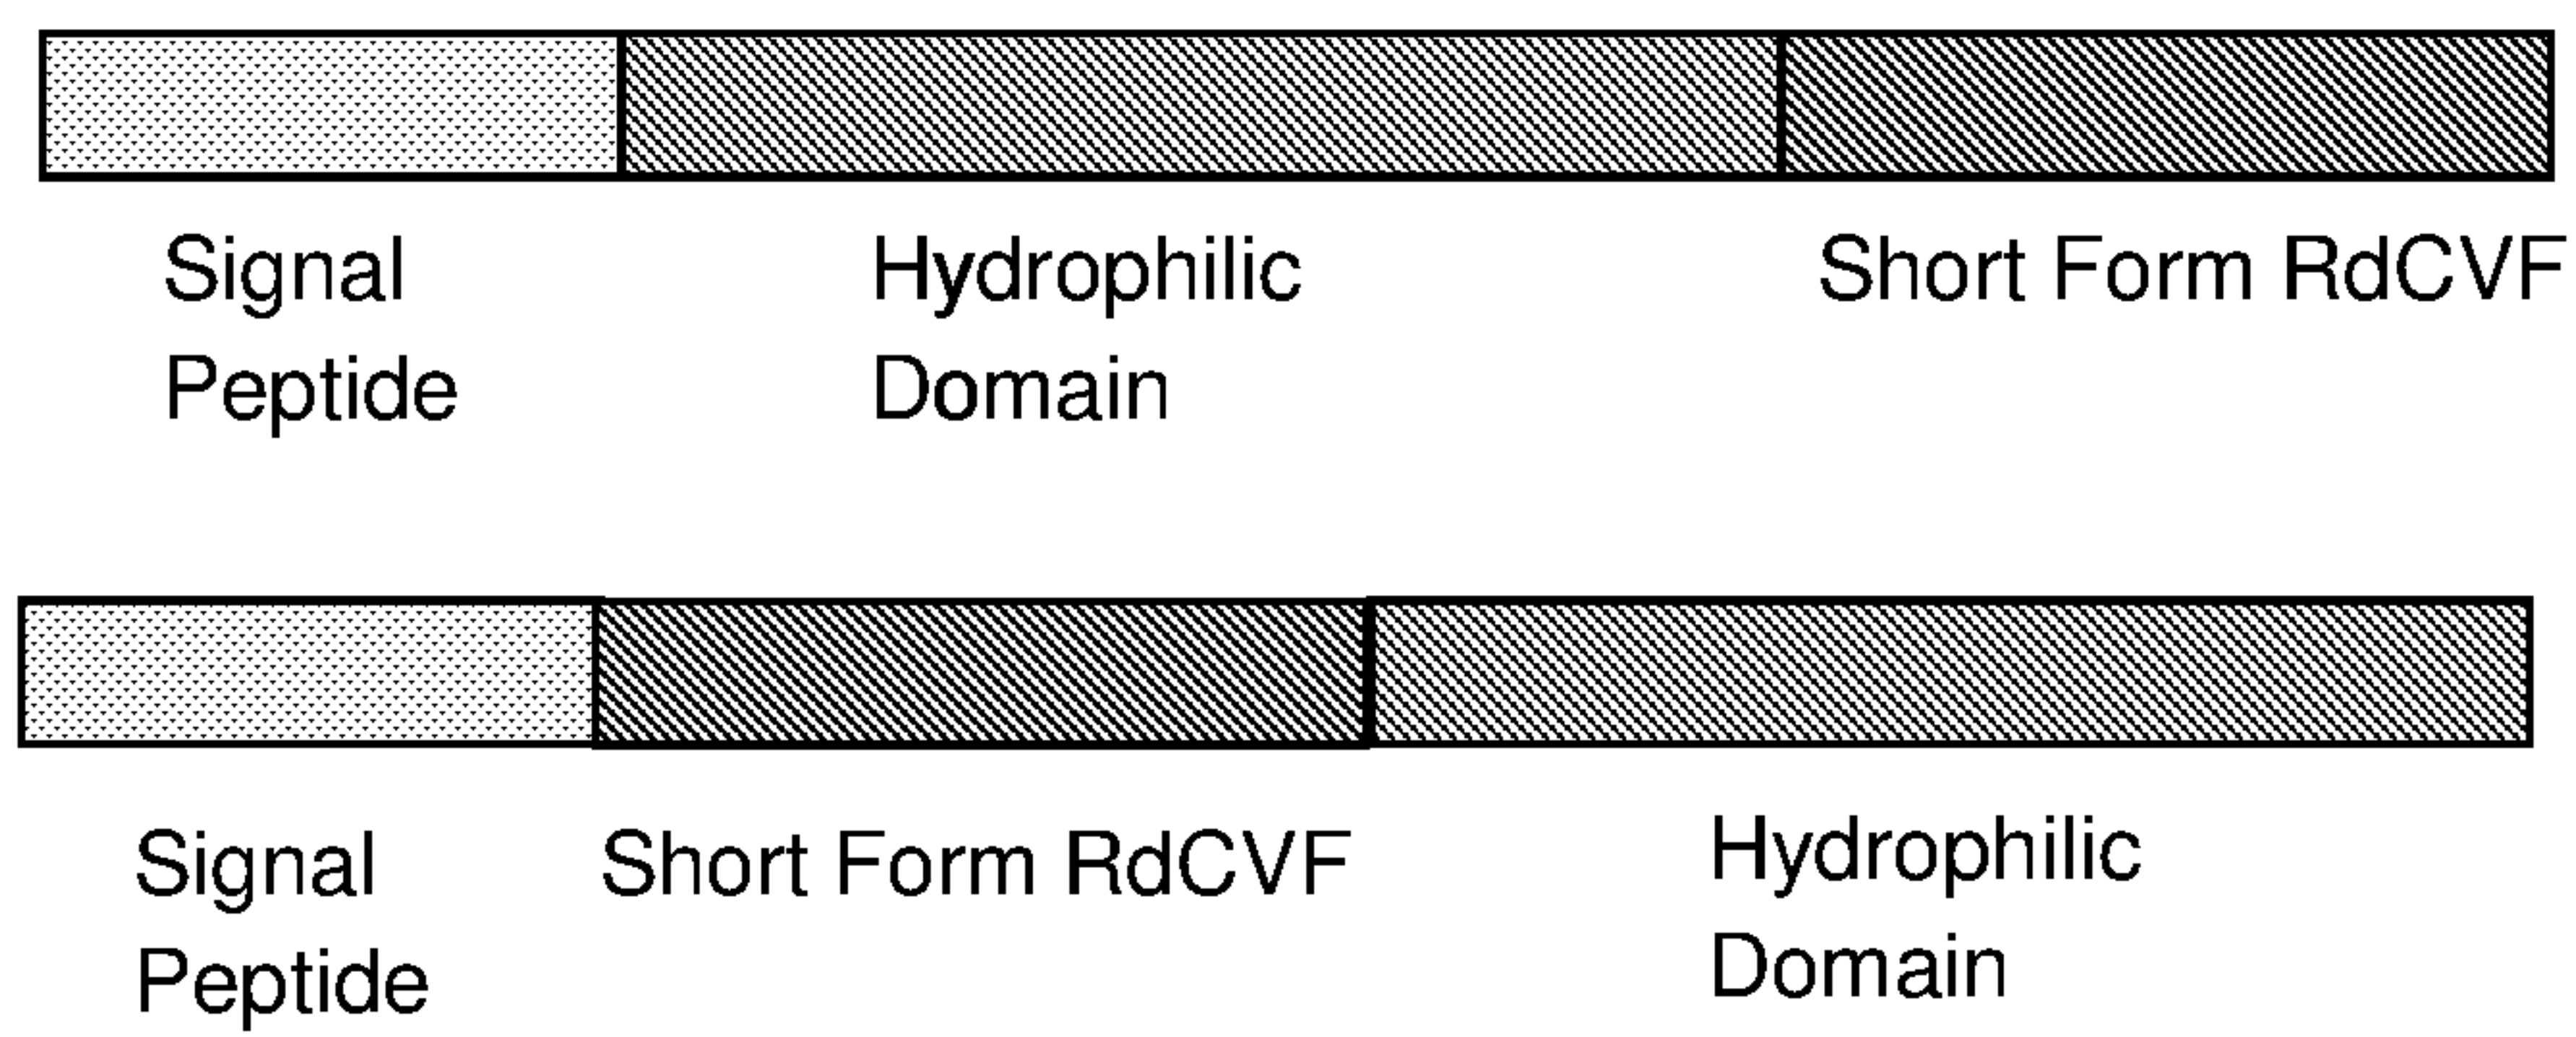 Signal
Peptide
Hydrophilic
Domain
Short Form RdCVF
Signal
Peptide
Short Form RdCVF
Hydrophilic
Domain